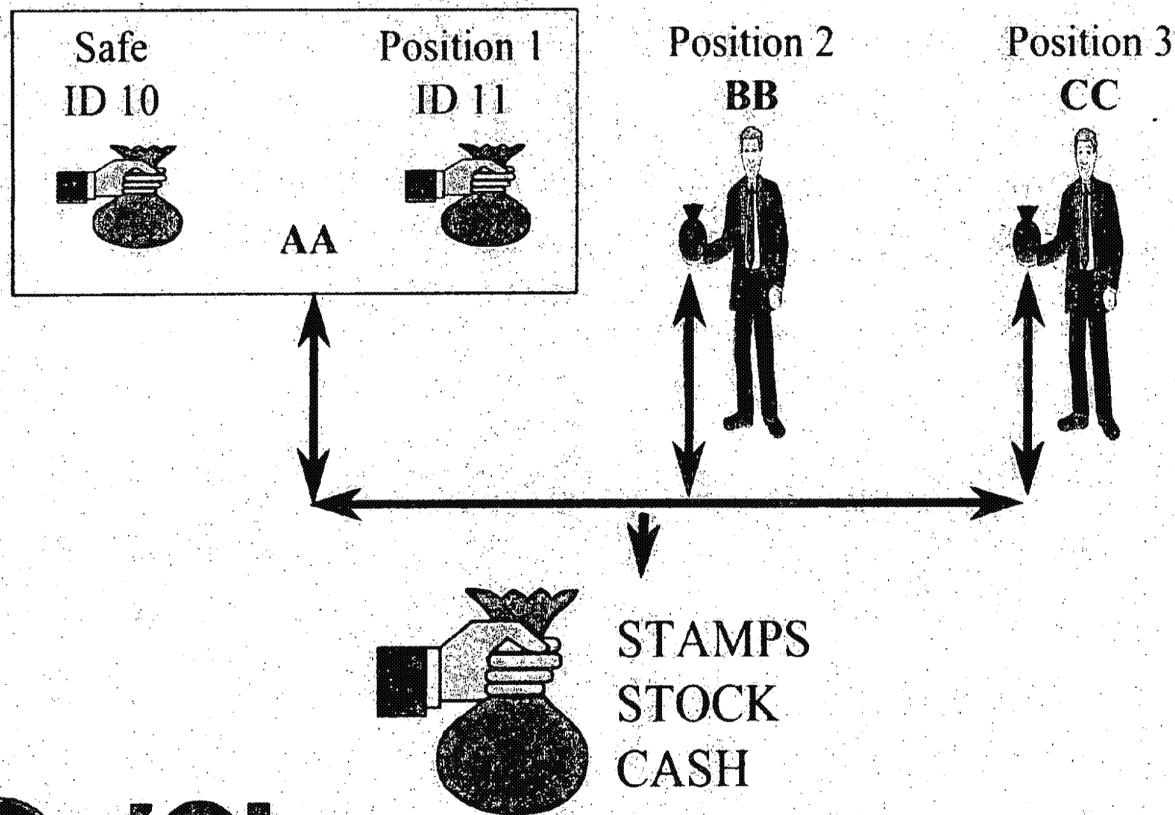 Safe
ID 10
Position 1
ID 11
AA
Position 2
BB
Position 3
CC
STAMPS
STOCK
CASH